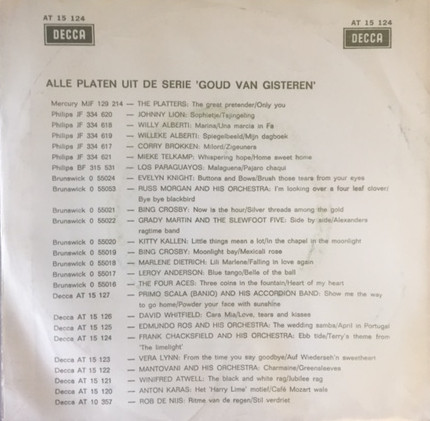 AT 15 124 AT 15 124
DECCA DECCA
ALLE PLATEN UIT DE SERIE 'GOUD VAN GISTEREN'
Mercury MIF 129 214 — THE PLATTERS: The great pretender/Only you
Philips JF 334 620 — JOHNNY LION: Sophietje/Tsjingeling
Philips JF 334 618 — WILLY ALBERTI: Marina/Una marcia in Fa
Philips JF 334 619 — WILLEKE ALBERTI: Spiegelbeeld/Mijn dagboek
Philips JF 334 617 — CORRY BROKKEN: Milord/Zigeuners
Philips JF 334 621 — MIEKE TELKAMP: Whispering hope/Home sweet home
Philips BF 315 531 — LOS PARAGUAYOS: Malaguena/Pajaro chaqui
Brunswick 0 55024 — EVELYN KNIGHT: Buttons and Bows/Brush those tears from your eyes
Brunswick 0 55053 — RUSS MORGAN AND HIS ORCHESTRA: I'm looking over a four leaf clover/
Bye bye blackbird
Brunswick 0 55021 — BING CROSBY: Now is the hour/Silver threads among the gold
Brunswick 0 55022 — GRADY MARTIN AND THE SLEWFOOT FIVE: Side by side/Alexanders
ragtime band
Brunswick 0 55020 — KITTY KALLEN: Little things mean a lot/In the chapel in the moonlight
Brunswick 0 55019 — BING CROSBY: Moonlight bay/Mexicali rose
Brunswick 0 55018 — MARLENE DIETRICH: Lili Marlene/Falling in love again
Brunswick 0 55017 — LEROY ANDERSON: Blue tango/Belle of the ball
Brunswick 0 55016 — THE FOUR ACES: Three coins in the fountain/Heart of my heart
Decca AT 15 127 — PRIMO SCALA (BANJO) AND HIS ACCORDION BAND: Show me the way
to go home/Powder your face with sunshine
Decca AT 15 126 — DAVID WHITFIELD: Cara Mia/Love, tears and kisses
Decca AT 15 125 — EDMUNDO ROS AND HIS ORCHESTRA: The wedding samba/April in Portugal
Decca AT 15 124 — FRANK CHACKSFIELD AND HIS ORCHESTRA: Ebb tide/Terry's theme from
'The limelight'
Decca AT 15 123 — VERA LYNN: From the time you say goodbye/Auf Wiederseh'n sweetheart
Decca AT 15 122 — MANTOVANI AND HIS ORCHESTRA: Charmaine/Greensleeves
Decca AT 15 121 — WINIFRED ATWELL: The black and white rag/Jubilee rag
Decca AT 15 120 — ANTON KARAS: Het 'Harry Lime' motief/Café Mozart wals
Decca AT 10 357 — ROB DE NIJS: Ritme van de regen/Stil verdriet